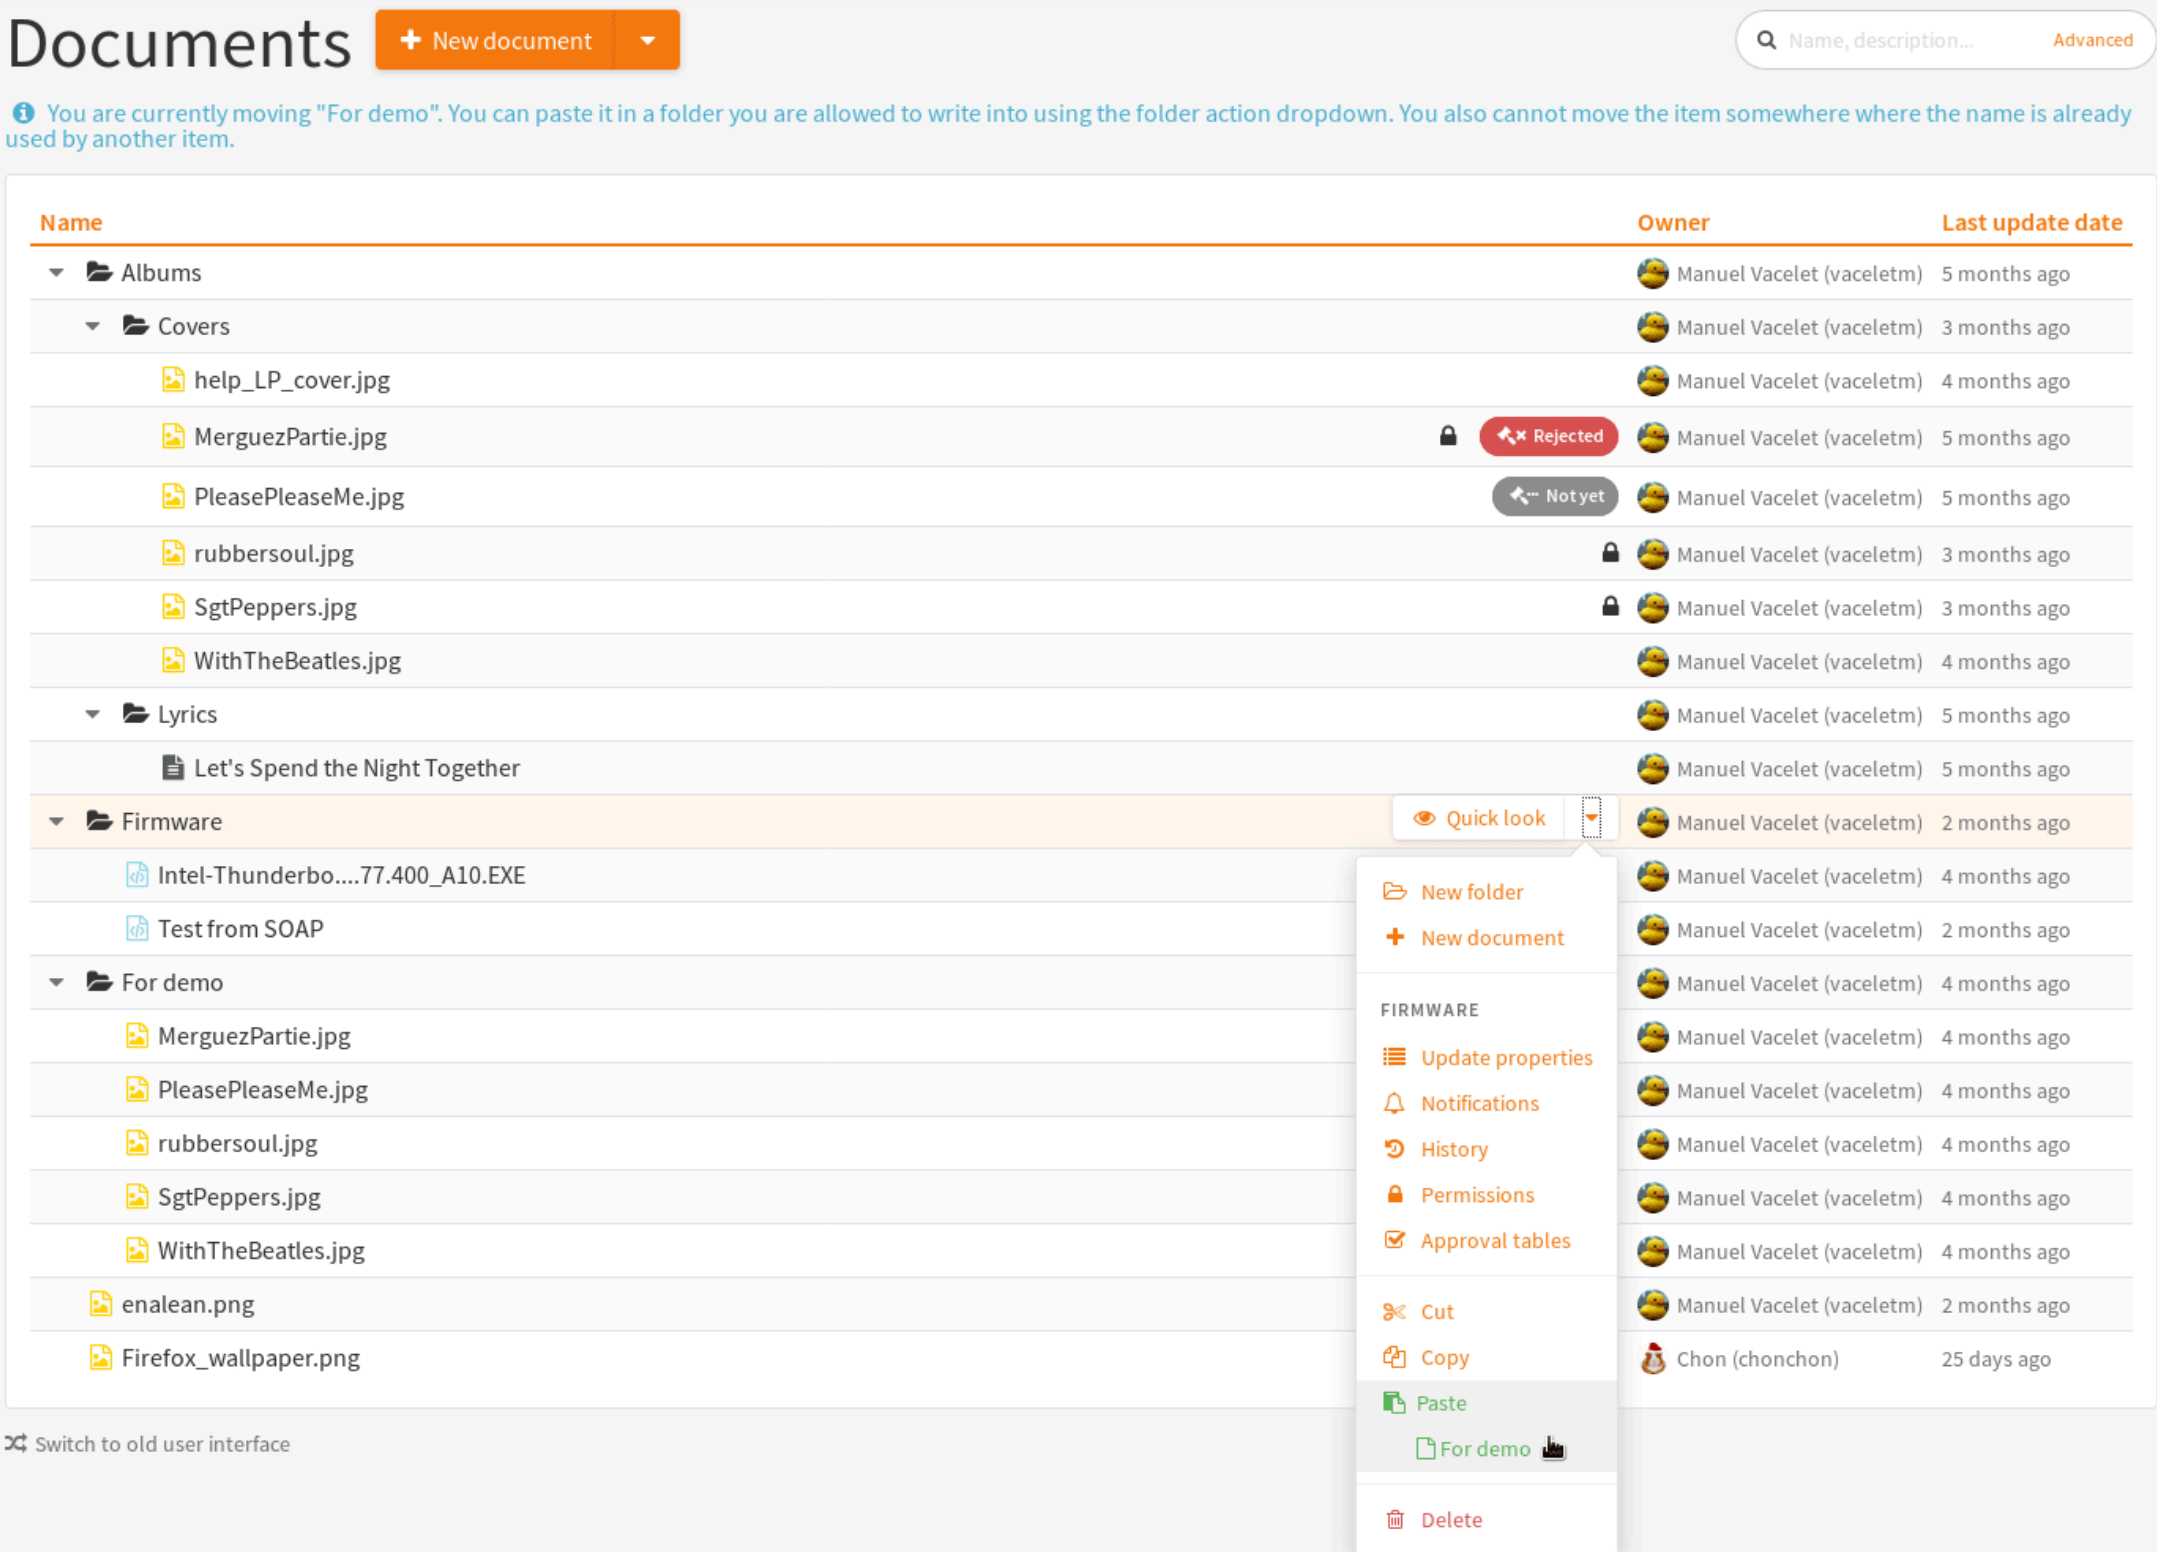 Documents
New document
Name, description...
Advanced
You are currently moving "For demo". You can paste it in a folder you are allowed to write into using the folder action dropdown. You also cannot move the item somewhere where the name is already
used by another item.
Name Owner Last update date
Albums Manuel Vacelet (vaceletm) 5 months ago
Covers Manuel Vacelet (vaceletm) 3 months ago
help_LP_cover.jpg Manuel Vacelet (vaceletm) 4 months ago
MerguezPartie.jpg Rejected Manuel Vacelet (vaceletm) 5 months ago
PleasePleaseMe.jpg Not yet Manuel Vacelet (vaceletm) 5 months ago
rubbersoul.jpg Manuel Vacelet (vaceletm) 3 months ago
SgtPeppers.jpg Manuel Vacelet (vaceletm) 3 months ago
WithTheBeatles.jpg Manuel Vacelet (vaceletm) 4 months ago
Lyrics Manuel Vacelet (vaceletm) 5 months ago
Let's Spend the Night Together Manuel Vacelet (vaceletm) 5 months ago
Firmware Quick look Manuel Vacelet (vaceletm) 2 months ago
Intel-Thunderbo....77.400_A10.EXE Manuel Vacelet (vaceletm) 4 months ago
Test from SOAP Manuel Vacelet (vaceletm) 2 months ago
For demo Manuel Vacelet (vaceletm) 4 months ago
MerguezPartie.jpg Manuel Vacelet (vaceletm) 4 months ago
PleasePleaseMe.jpg Manuel Vacelet (vaceletm) 4 months ago
rubbersoul.jpg Manuel Vacelet (vaceletm) 4 months ago
SgtPeppers.jpg Manuel Vacelet (vaceletm) 4 months ago
WithTheBeatles.jpg Manuel Vacelet (vaceletm) 4 months ago
enalean.png Manuel Vacelet (vaceletm) 2 months ago
Firefox_wallpaper.png Chon (chonchon) 25 days ago
New folder
New document
FIRMWARE
Update properties
Notifications
History
Permissions
Approval tables
Cut
Copy
Paste
For demo
Delete
Switch to old user interface